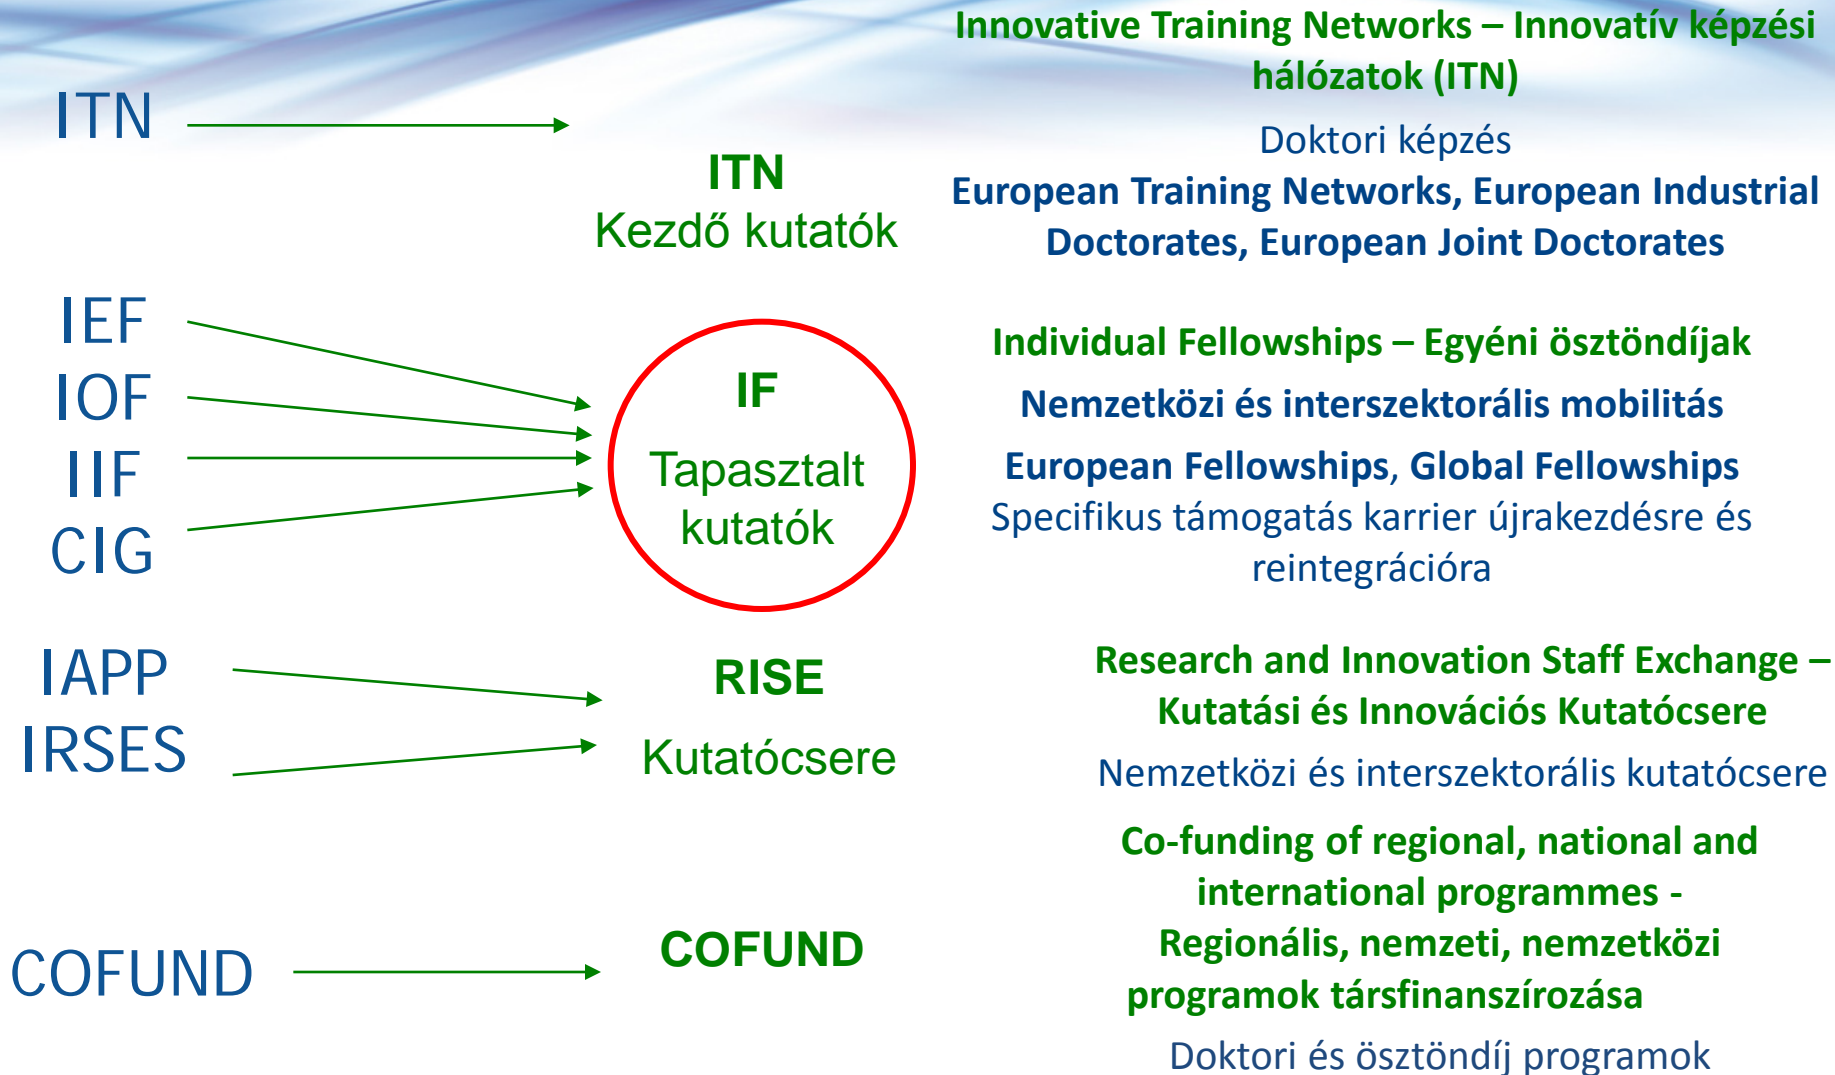 ITN
IEF
IOF
IIF
CIG
IAPP
IRSES
COFUND
ITN
Kezdő kutatók
IF
Tapasztalt
kutatók
RISE
Kutatócsere
COFUND
Innovative Training Networks – Innovatív képzési
hálózatok (ITN)
Doktori képzés
European Training Networks, European Industrial
Doctorates, European Joint Doctorates
Individual Fellowships – Egyéni ösztöndíjak
Nemzetközi és interszektorális mobilitás
European Fellowships, Global Fellowships
Specifikus támogatás karrier újrakezdésre és
reintegrációra
Research and Innovation Staff Exchange –
Kutatási és Innovációs Kutatócsere
Nemzetközi és interszektorális kutatócsere
Co-funding of regional, national and
international programmes -
Regionális, nemzeti, nemzetközi
programok társfinanszírozása
Doktori és ösztöndíj programok